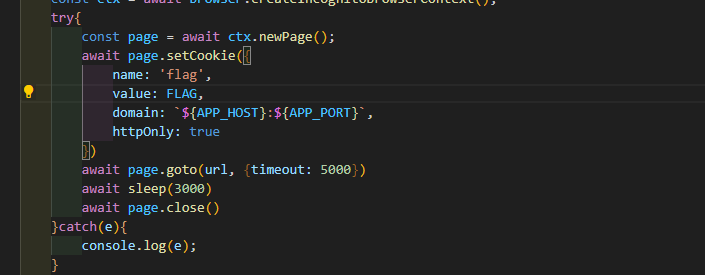 const ctx = await browser.createIncognitoBrowserContext();
try{
const page = await ctx.newPage();
await page.setCookie({
name: 'flag',
value: FLAG,
domain: `${APP_HOST}:${APP_PORT}`,
httpOnly: true
})
await page.goto(url, {timeout: 5000})
await sleep(3000)
await page.close()
}catch(e){
console.log(e);
}